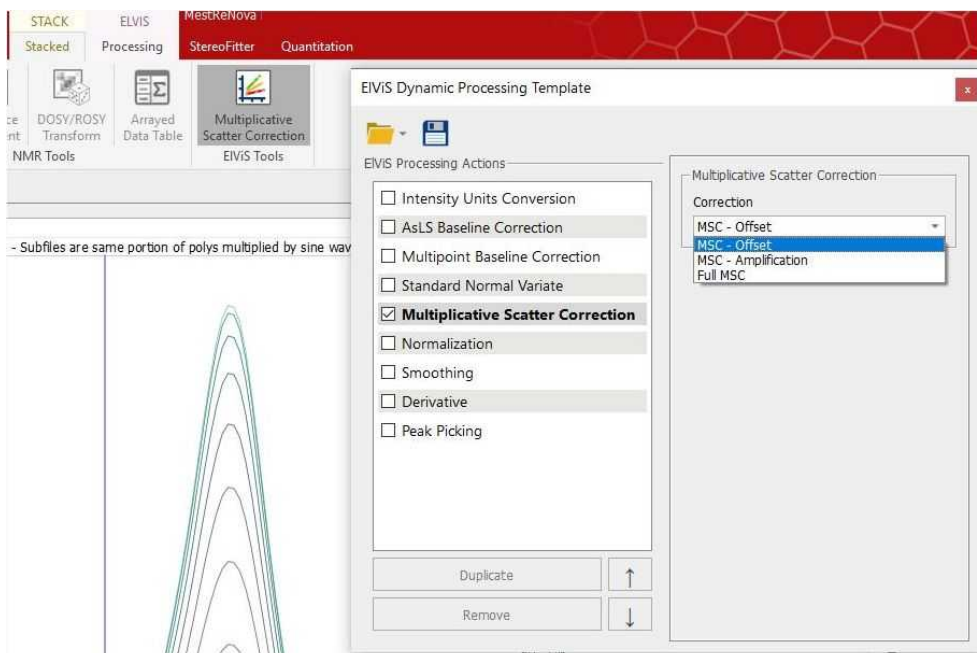 STACK ELVIS MestReNova
Stacked Processing StereoFitter Quantitation
DOSY/ROSY Transform
Arrayed Data Table
Multiplicative Scatter Correction
NMR Tools ElViS Tools
- Subfiles are same portion of polys multiplied by sine wav
ElViS Dynamic Processing Template
x
ElViS Processing Actions
Intensity Units Conversion
AsLS Baseline Correction
Multipoint Baseline Correction
Standard Normal Variate
Multiplicative Scatter Correction
Normalization
Smoothing
Derivative
Peak Picking
Duplicate
Remove
Multiplicative Scatter Correction
Correction
MSC - Offset
MSC - Offset
MSC - Amplification
Full MSC